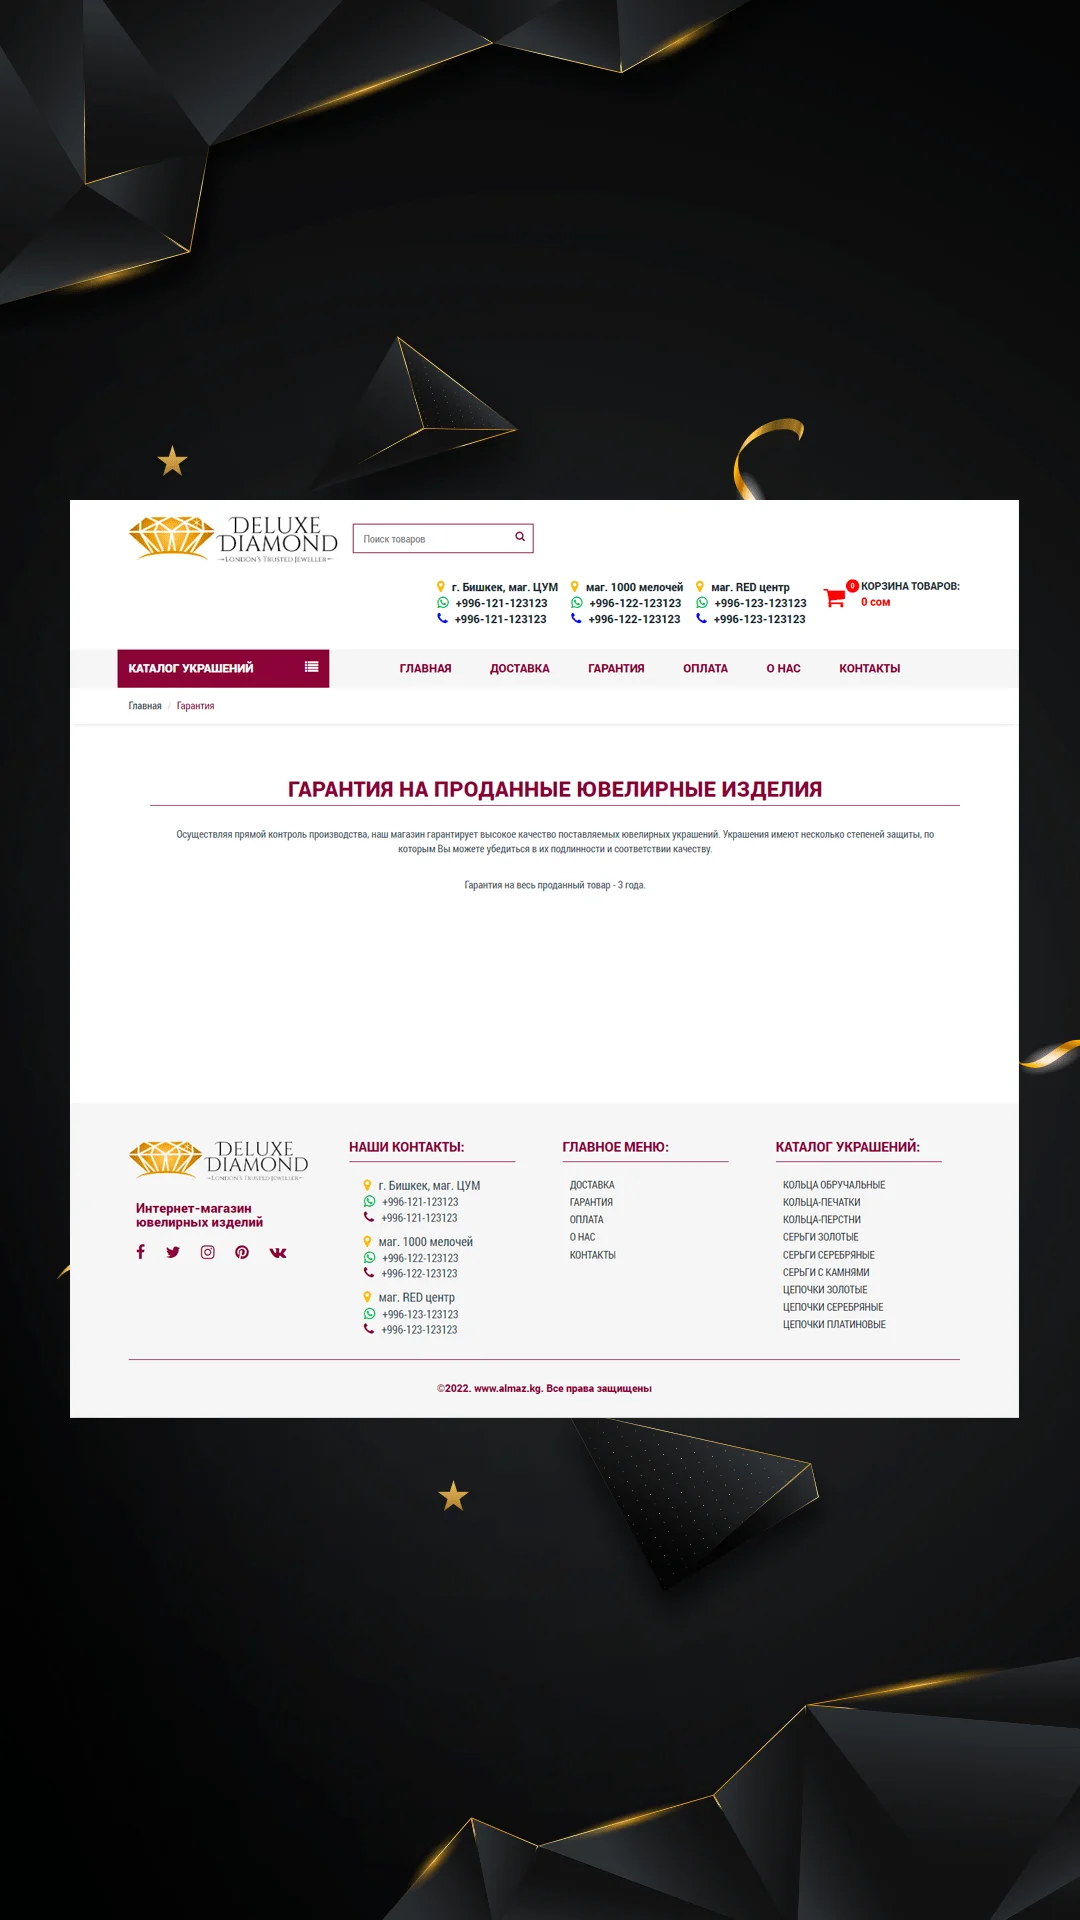 DELUXE
DIAMOND
LONDON'S TRUSTED JEWELLER
Поиск товаров
г. Бишкек, маг. ЦУМ
+996-121-123123
+996-121-123123
маг. 1000 мелочей
+996-122-123123
+996-122-123123
маг. RED центр
+996-123-123123
+996-123-123123
0
КОРЗИНА ТОВАРОВ:
0 сом
КАТАЛОГ УКРАШЕНИЙ
ГЛАВНАЯ ДОСТАВКА ГАРАНТИЯ ОПЛАТА О НАС КОНТАКТЫ
Главная / Гарантия
ГАРАНТИЯ НА ПРОДАННЫЕ ЮВЕЛИРНЫЕ ИЗДЕЛИЯ
Осуществляя прямой контроль производства, наш магазин гарантирует высокое качество поставляемых ювелирных украшений. Украшения имеют несколько степеней защиты, по
которым Вы можете убедиться в их подлинности и соответствии качеству.
Гарантия на весь проданный товар - 3 года.
DELUXE
DIAMOND
LONDON'S TRUSTED JEWELLER
Интернет-магазин
ювелирных изделий
НАШИ КОНТАКТЫ:
г. Бишкек, маг. ЦУМ
+996-121-123123
+996-121-123123
маг. 1000 мелочей
+996-122-123123
+996-122-123123
маг. RED центр
+996-123-123123
+996-123-123123
ГЛАВНОЕ МЕНЮ:
ДОСТАВКА
ГАРАНТИЯ
ОПЛАТА
О НАС
КОНТАКТЫ
КАТАЛОГ УКРАШЕНИЙ:
КОЛЬЦА ОБРУЧАЛЬНЫЕ
КОЛЬЦА-ПЕЧАТКИ
КОЛЬЦА-ПЕРСТНИ
СЕРЬГИ ЗОЛОТЫЕ
СЕРЬГИ СЕРЕБРЯНЫЕ
СЕРЬГИ С КАМНЯМИ
ЦЕПОЧКИ ЗОЛОТЫЕ
ЦЕПОЧКИ СЕРЕБРЯНЫЕ
ЦЕПОЧКИ ПЛАТИНОВЫЕ
©2022. www.almaz.kg. Все права защищены